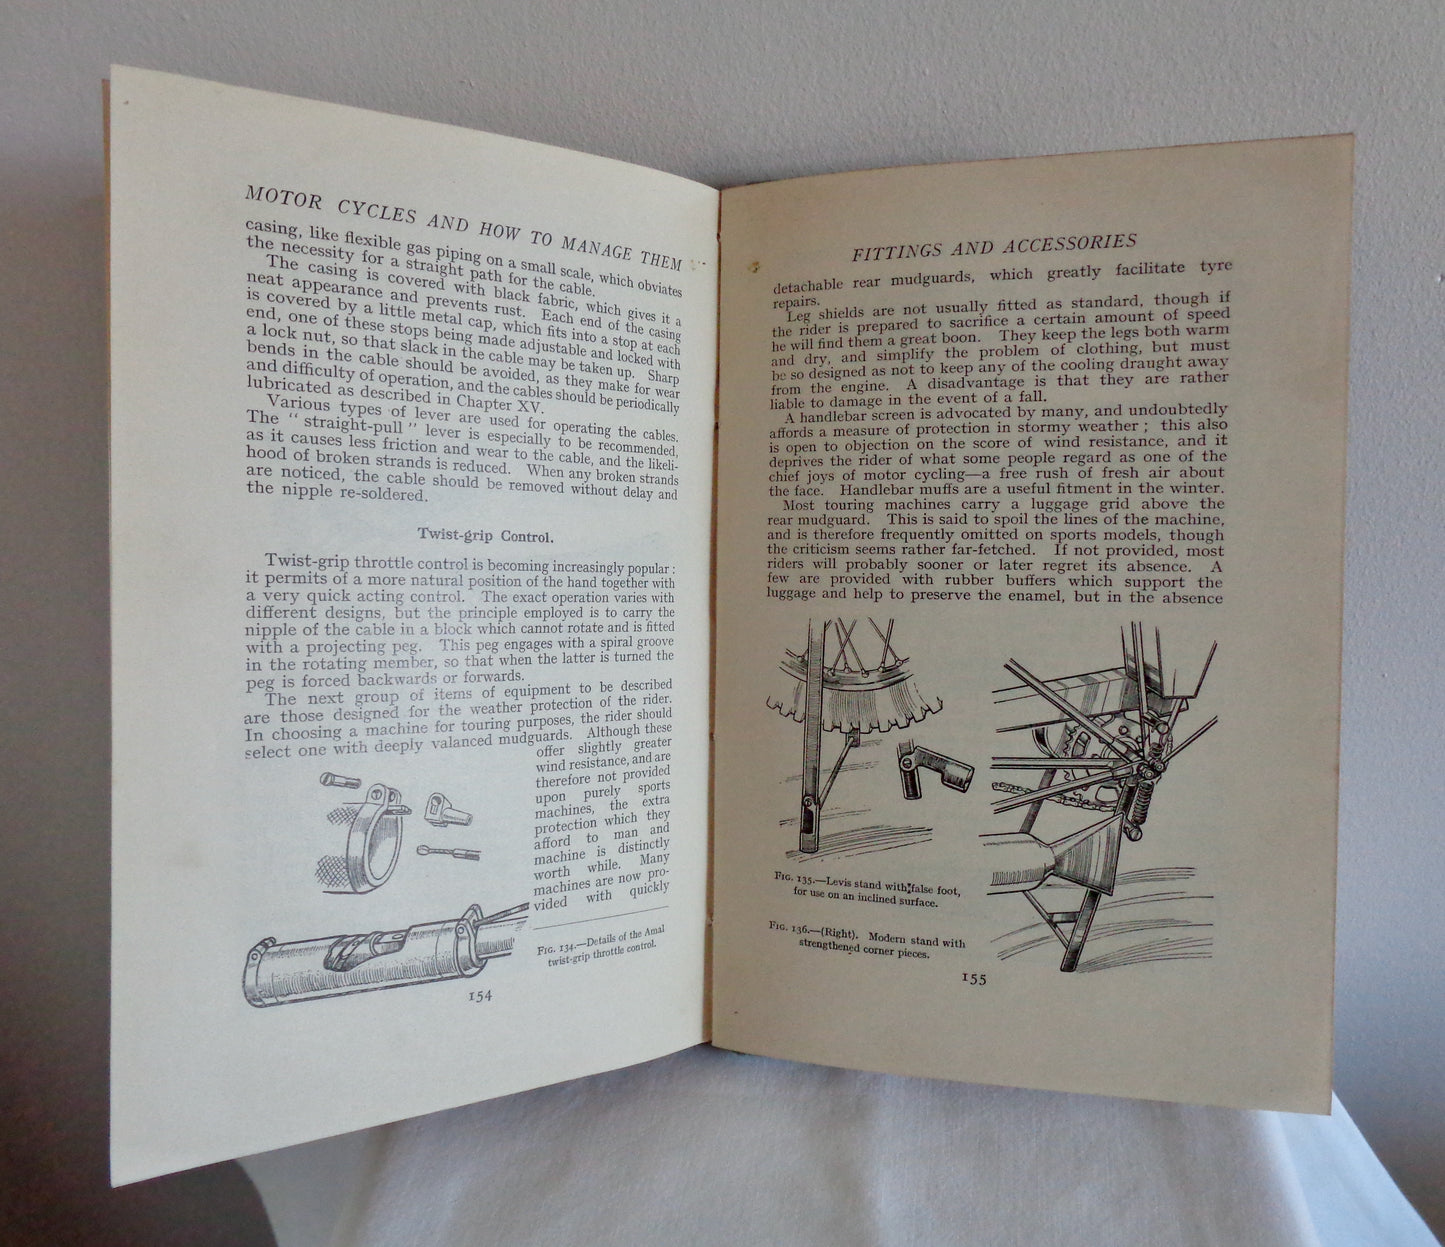 MOTOR CYCLES AND HOW TO MANAGE THEM
casing, like flexible gas piping on a small scale, which obviates
the necessity for a straight path for the cable.
The casing is covered with black fabric, which gives it a
neat appearance and prevents rust. Each end of the casing
is covered by a little metal cap, which fits into a stop at each
end, one of these stops being made adjustable and locked with
a lock nut, so that slack in the cable may be taken up. Sharp
bends in the cable should be avoided, as they make for wear
and difficulty of operation, and the cables should be periodically
lubricated as described in Chapter XV.
Various types of lever are used for operating the cables.
The “ straight-pull ” lever is especially to be recommended,
as it causes less friction and wear to the cable, and the likeli-
hood of broken strands is reduced. When any broken strands
are noticed, the cable should be removed without delay and
the nipple re-soldered.
Twist-grip Control.
Twist-grip throttle control is becoming increasingly popular :
it permits of a more natural position of the hand together with
a very quick acting control. The exact operation varies with
different designs, but the principle employed is to carry the
nipple of the cable in a block which cannot rotate and is fitted
with a projecting peg. This peg engages with a spiral groove
in the rotating member, so that when the latter is turned the
peg is forced backwards or forwards.
The next group of items of equipment to be described
are those designed for the weather protection of the rider.
In choosing a machine for touring purposes, the rider should
select one with deeply valanced mudguards. Although these
offer slightly greater
wind resistance, and are
therefore not provided
upon purely sports
machines, the extra
protection which they
afford to man and
machine is distinctly
worth while. Many
machines are now pro-
vided with quickly
FIG. 134.—Details of the Amal
twist-grip throttle control.
154
FITTINGS AND ACCESSORIES
detachable rear mudguards, which greatly facilitate tyre
repairs.
Leg shields are not usually fitted as standard, though if
the rider is prepared to sacrifice a certain amount of speed
he will find them a great boon. They keep the legs both warm
and dry, and simplify the problem of clothing, but must
be so designed as not to keep any of the cooling draught away
from the engine. A disadvantage is that they are rather
liable to damage in the event of a fall.
A handlebar screen is advocated by many, and undoubtedly
affords a measure of protection in stormy weather ; this also
is open to objection on the score of wind resistance, and it
deprives the rider of what some people regard as one of the
chief joys of motor cycling—a free rush of fresh air about
the face. Handlebar muffs are a useful fitment in the winter.
Most touring machines carry a luggage grid above the
rear mudguard. This is said to spoil the lines of the machine,
and is therefore frequently omitted on sports models, though
the criticism seems rather far-fetched. If not provided, most
riders will probably sooner or later regret its absence. A
few are provided with rubber buffers which support the
luggage and help to preserve the enamel, but in the absence
FIG. 135.—Levis stand with false foot,
for use on an inclined surface.
FIG. 136.—(Right). Modern stand with
strengthened corner pieces.
155